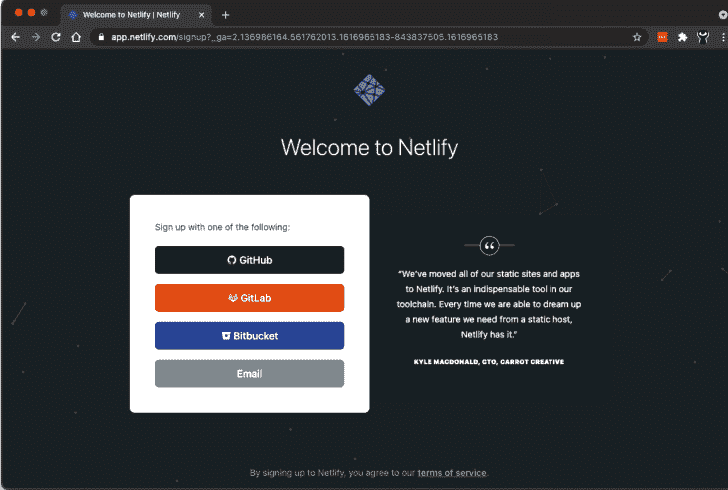 Welcome to Netlify | Netlify
app.netlify.com/signup?_ga=2.136986164.561762013.1616965183-843837505.1616965183
Welcome to Netlify
Sign up with one of the following:
GitHub
GitLab
Bitbucket
Email
“We’ve moved all of our static sites and apps
to Netlify. It’s an indispensable tool in our
toolchain. Every time we are able to dream up
a new feature we need from a static host,
Netlify has it.”
KYLE MACDONALD, CTO, CARROT CREATIVE
By signing up to Netlify, you agree to our terms of service.